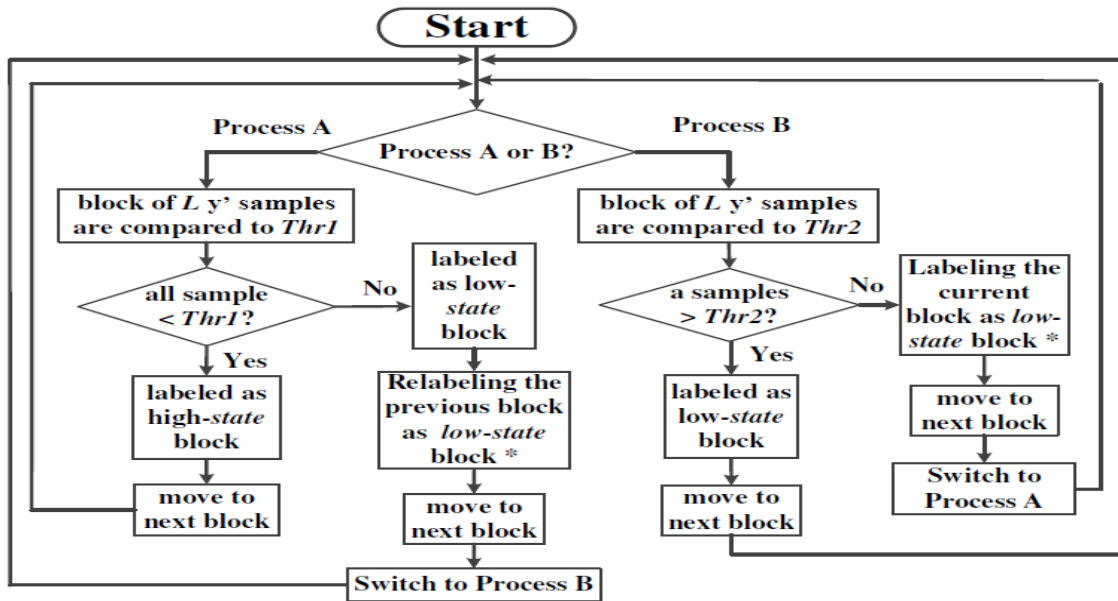 Start
Process A
Process B
Process A or B?
block of L y’ samples
are compared to Thr1
block of L y’ samples
are compared to Thr2
all sample
< Thr1?
No
labeled
as low-
state
block
a samples
> Thr2?
No
Labeling the
current
block as low-
state block *
Yes
labeled as
high-state
block
Relabeling the
previous block
as low-state
block *
Yes
labeled as
low-state
block
move to
next block
move to
next block
move to
next block
move to
next block
Switch to
Process A
Switch to Process B